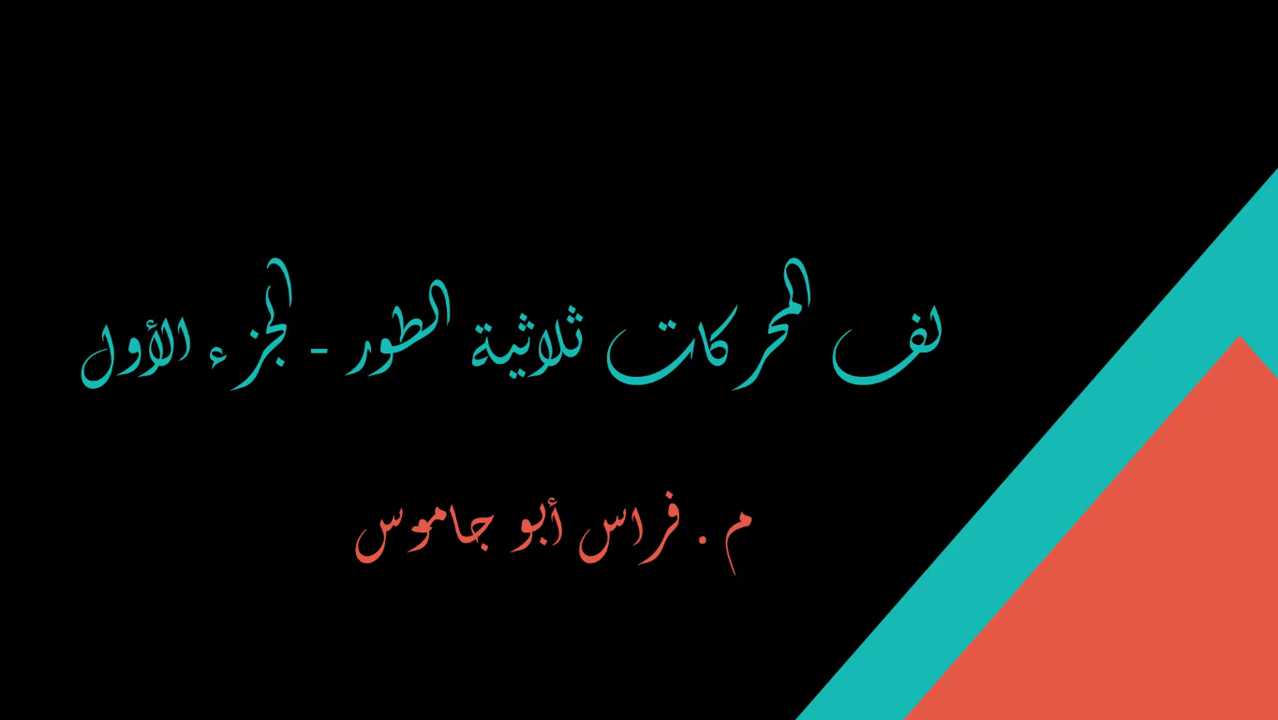 لف المحركات ثلاثية الطور - الجزء الأول
م . فراس أبو جاموس